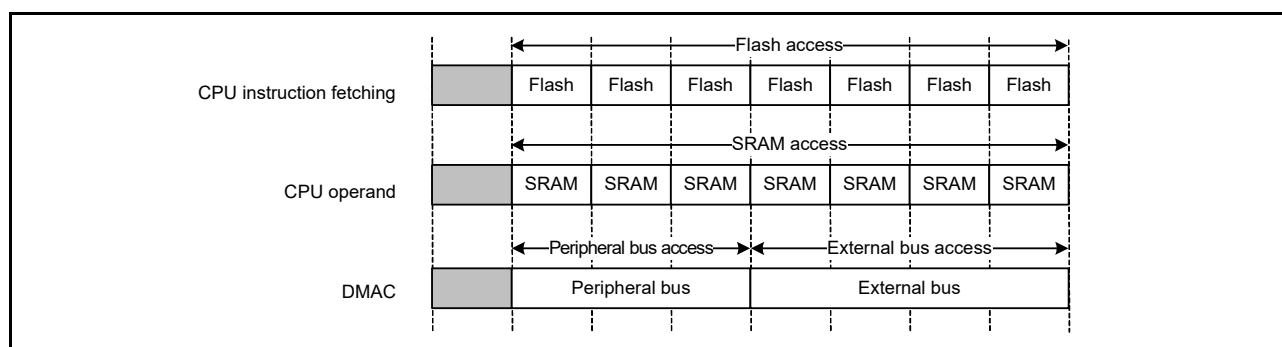 Flash access
CPU instruction fetching Flash Flash Flash Flash Flash Flash Flash
SRAM access
CPU operand SRAM SRAM SRAM SRAM SRAM SRAM SRAM
Peripheral bus access External bus access
DMAC Peripheral bus External bus